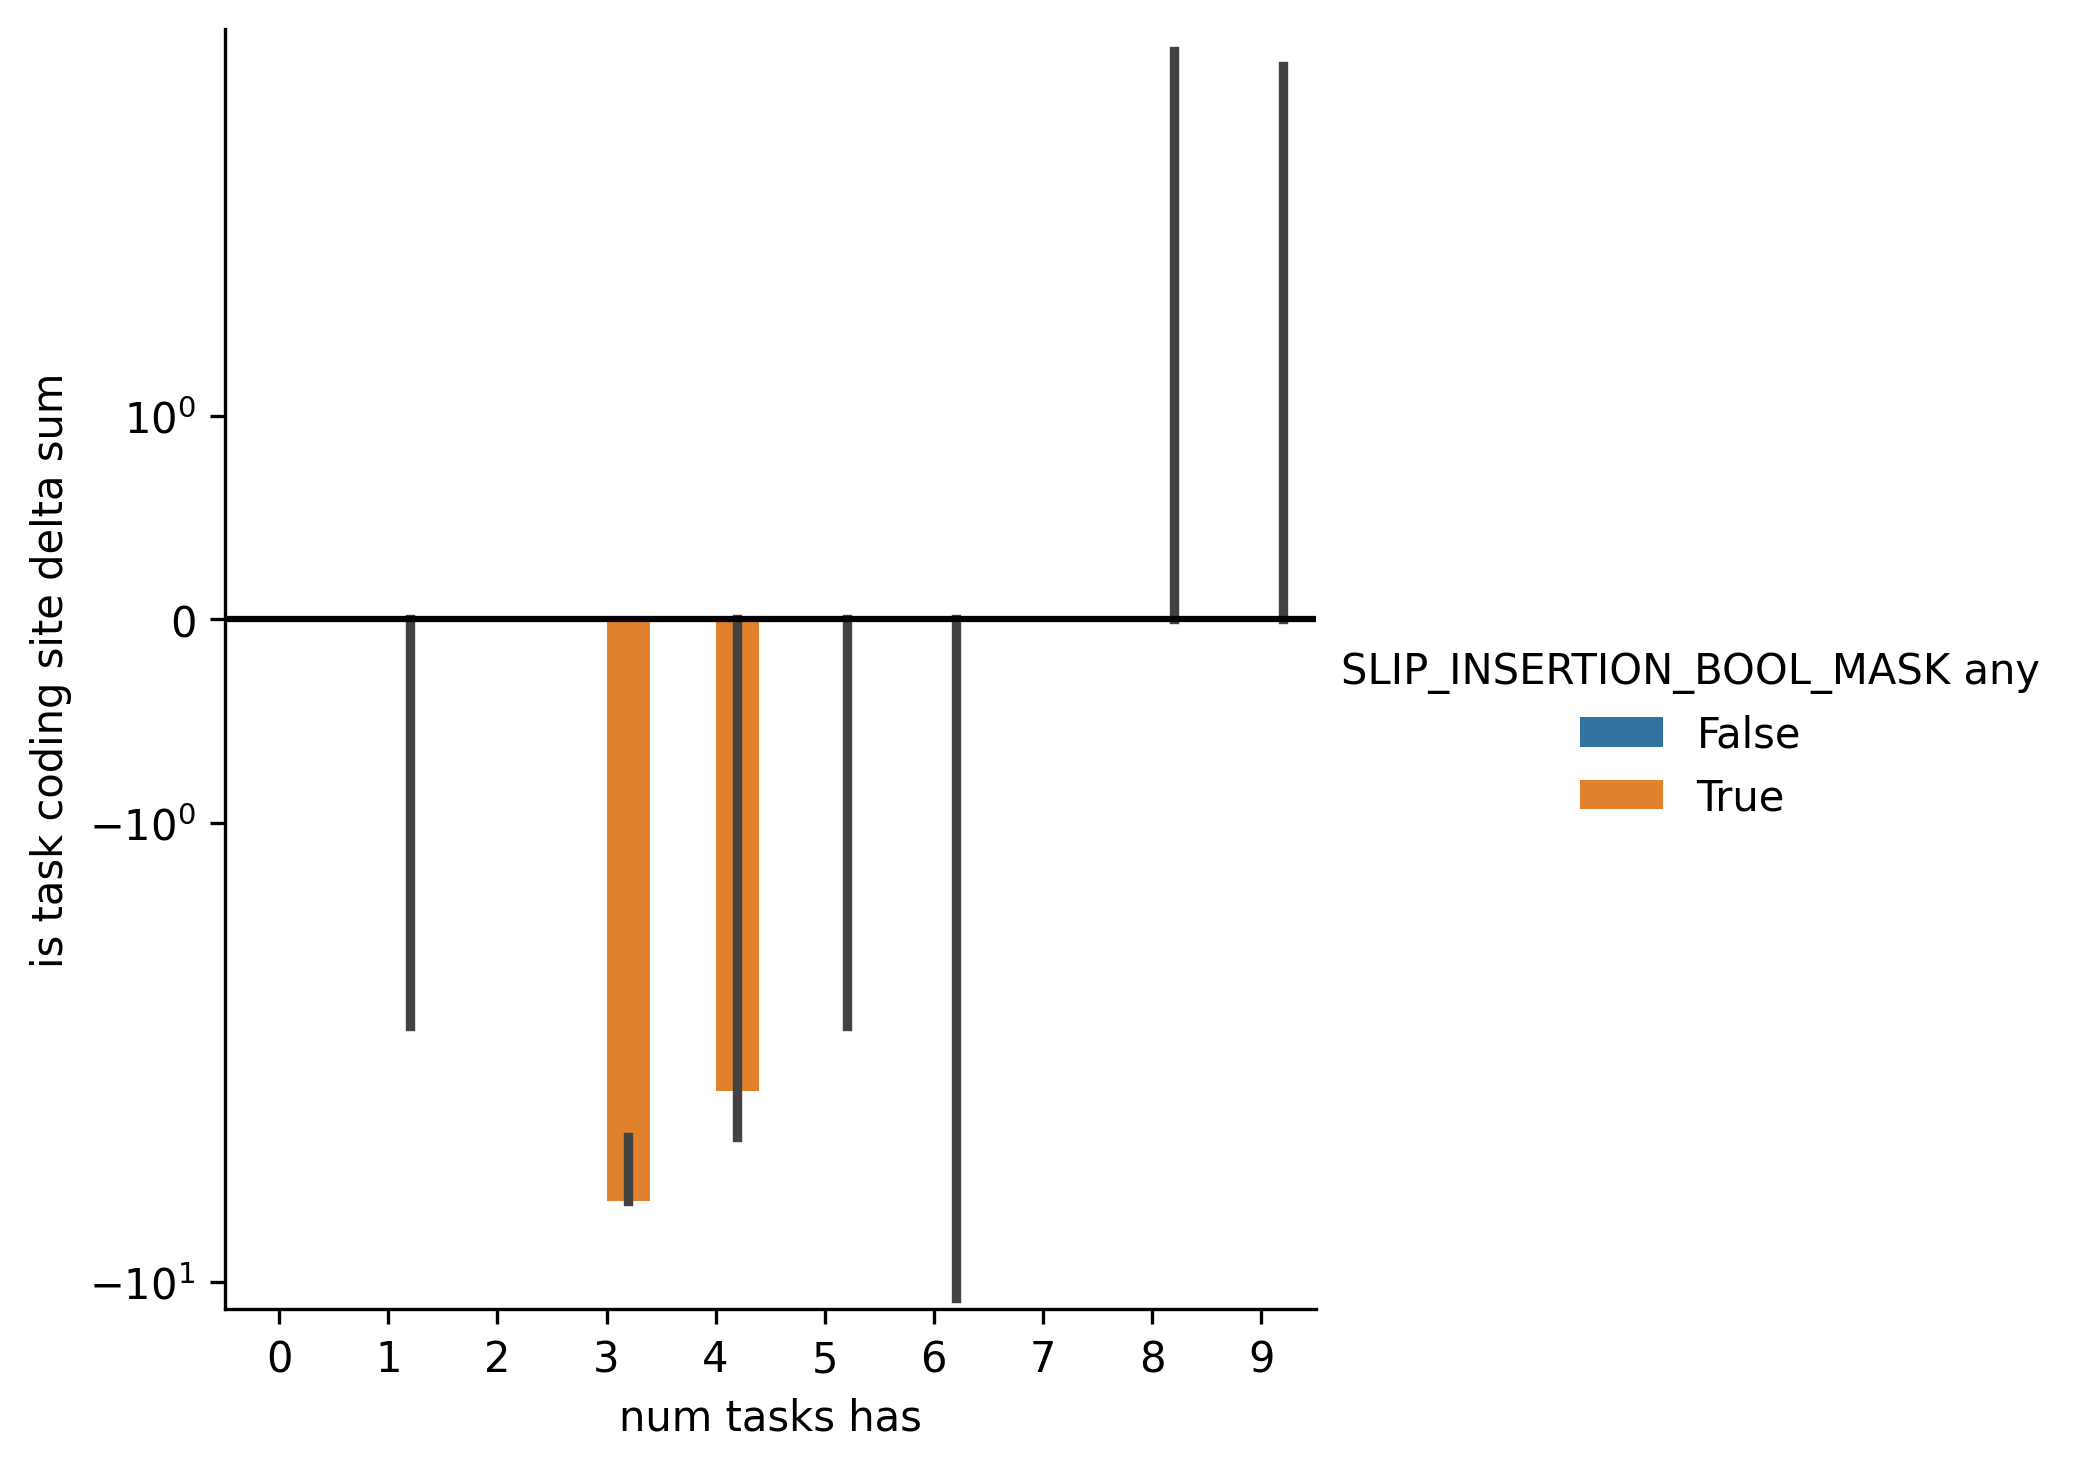 is task coding site delta sum
10⁰
0
−10⁰
−10¹
0 1 2 3 4 5 6 7 8 9
num tasks has
SLIP_INSERTION_BOOL_MASK any
False
True